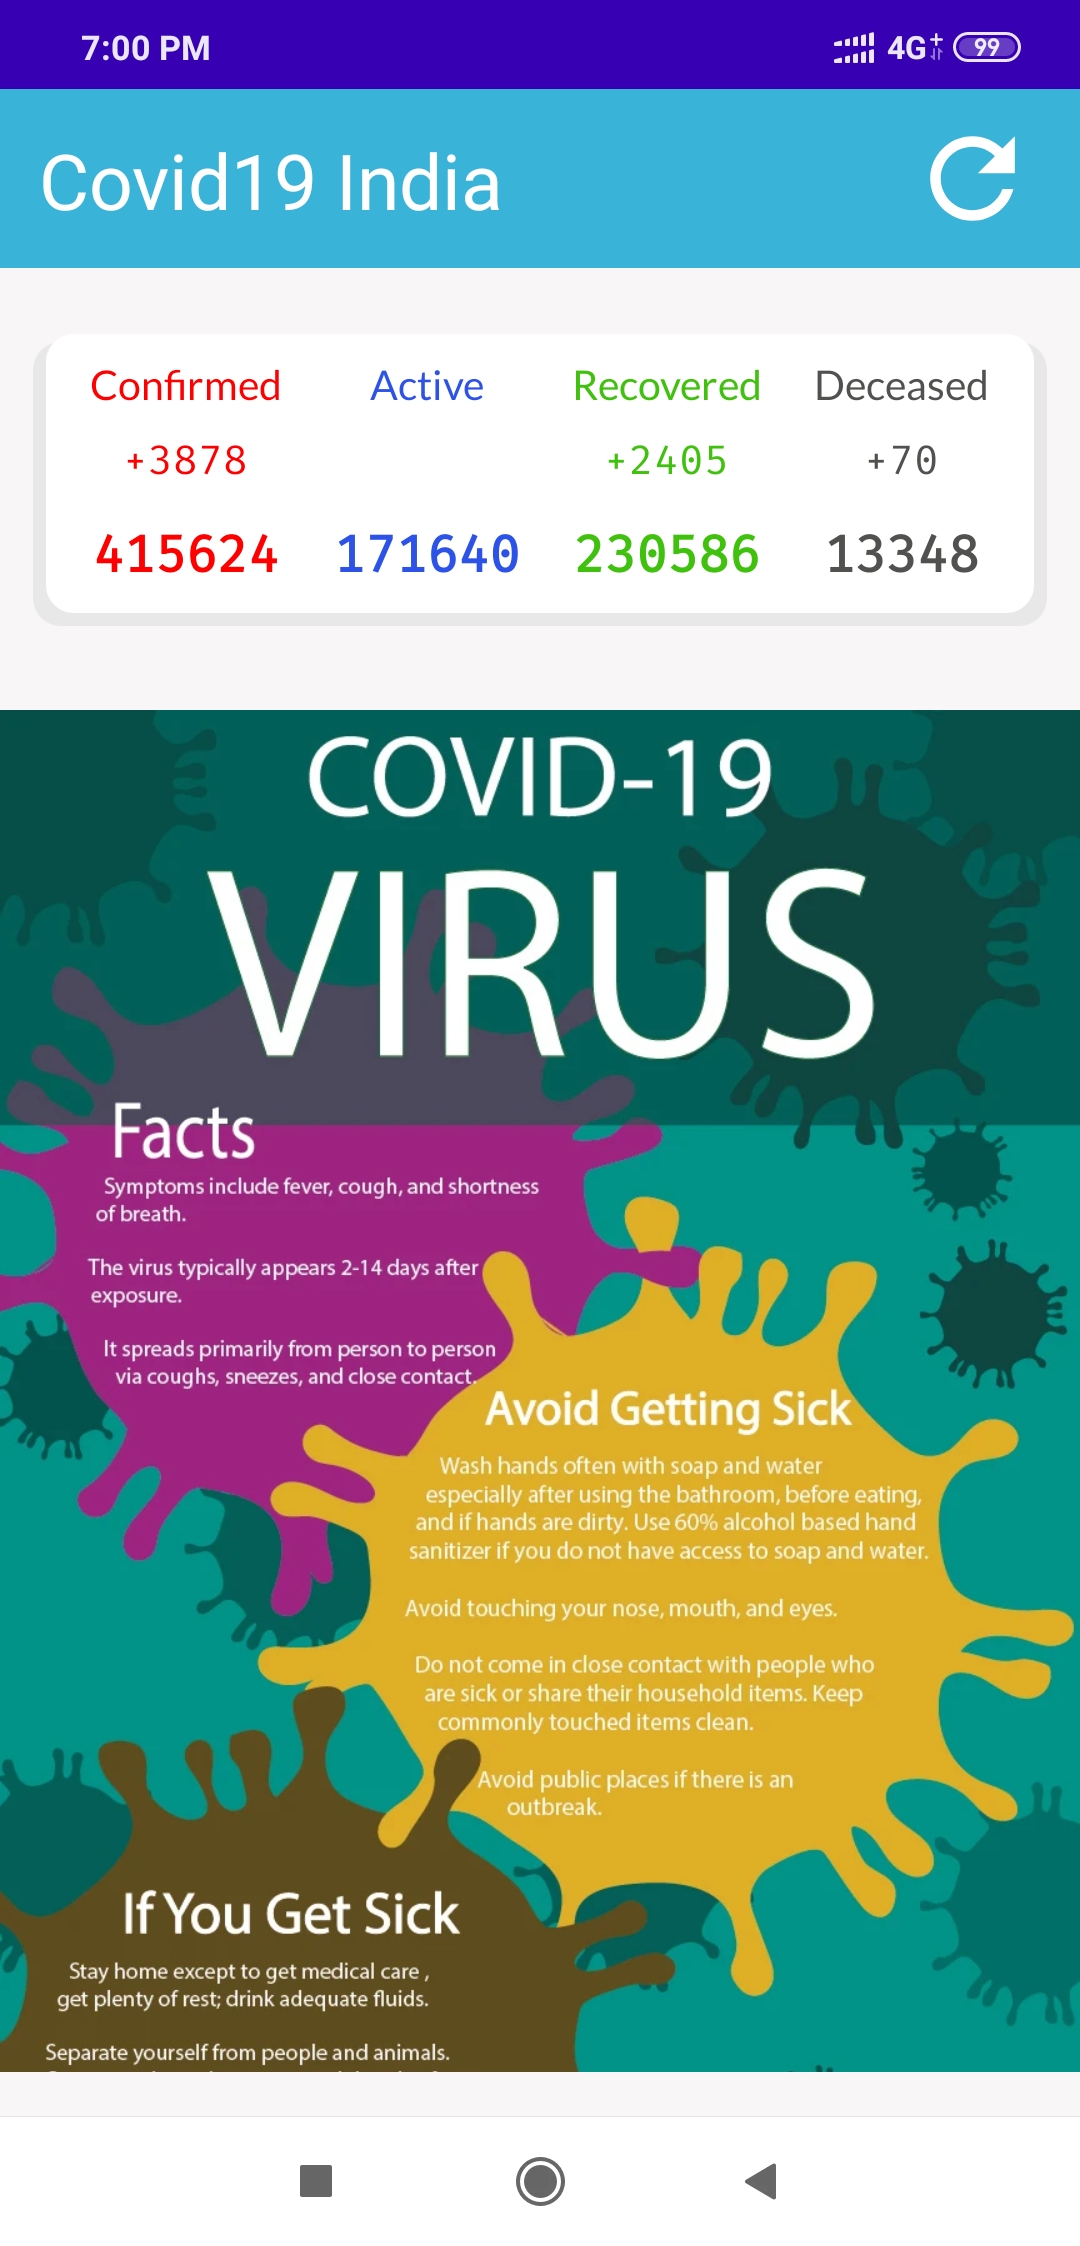 7:00 PM 4G+ 99
Covid19 India
Confirmed Active Recovered Deceased
+3878 +2405 +70
415624 171640 230586 13348
COVID-19
VIRUS
Facts
Symptoms include fever, cough, and shortness
of breath.
The virus typically appears 2-14 days after
exposure.
It spreads primarily from person to person
via coughs, sneezes, and close contact.
Avoid Getting Sick
Wash hands often with soap and water
especially after using the bathroom, before eating,
and if hands are dirty. Use 60% alcohol based hand
sanitizer if you do not have access to soap and water.
Avoid touching your nose, mouth, and eyes.
Do not come in close contact with people who
are sick or share their household items. Keep
commonly touched items clean.
Avoid public places if there is an
outbreak.
If You Get Sick
Stay home except to get medical care ,
get plenty of rest; drink adequate fluids.
Separate yourself from people and animals.